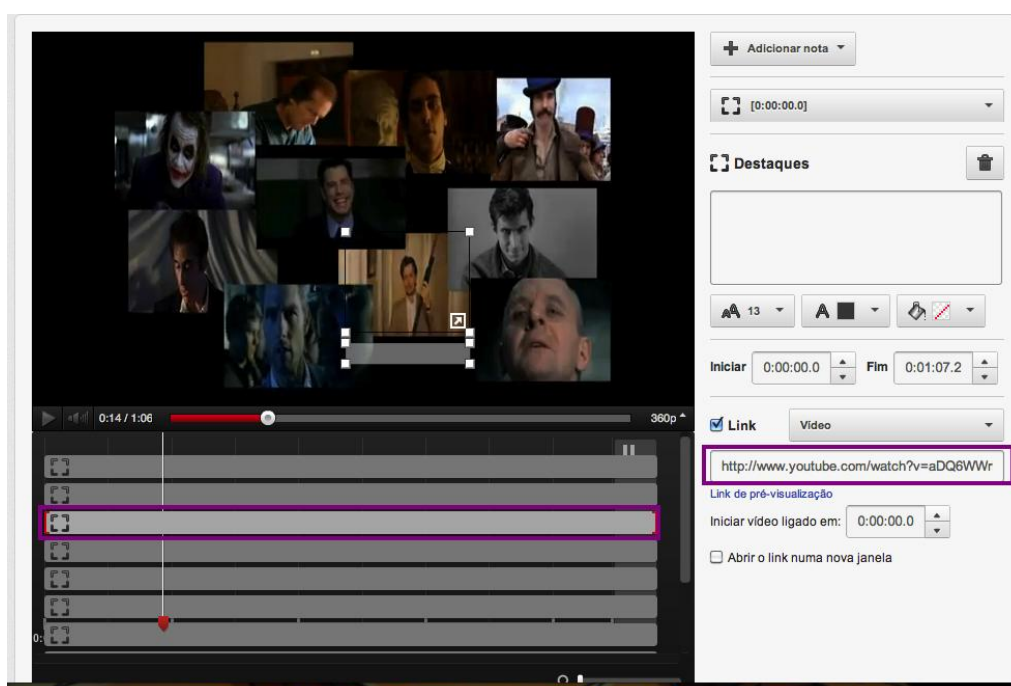 Adicionar nota
[0:00:00.0]
Destaques
AA 13
A
Iniciar 0:00:00.0 Fim 0:01:07.2
0:14 / 1:06 360p
Link Vídeo
http://www.youtube.com/watch?v=aDQ6WWr
Link de pré-visualização
Iniciar vídeo ligado em: 0:00:00.0
Abrir o link numa nova janela